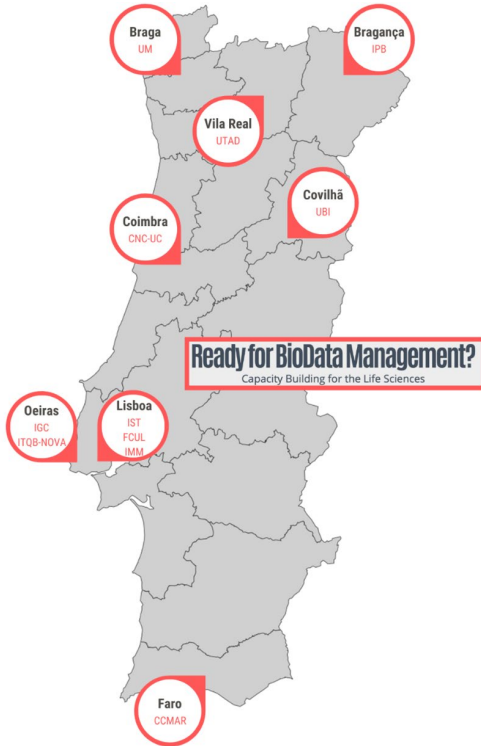 Braga
UM
Bragança
IPB
Vila Real
UTAD
Covilhã
UBI
Coimbra
CNC-UC
Ready for BioData Management?
Capacity Building for the Life Sciences
Oeiras
IGC
ITQB-NOVA
Lisboa
IST
FCUL
IMM
Faro
CCMAR